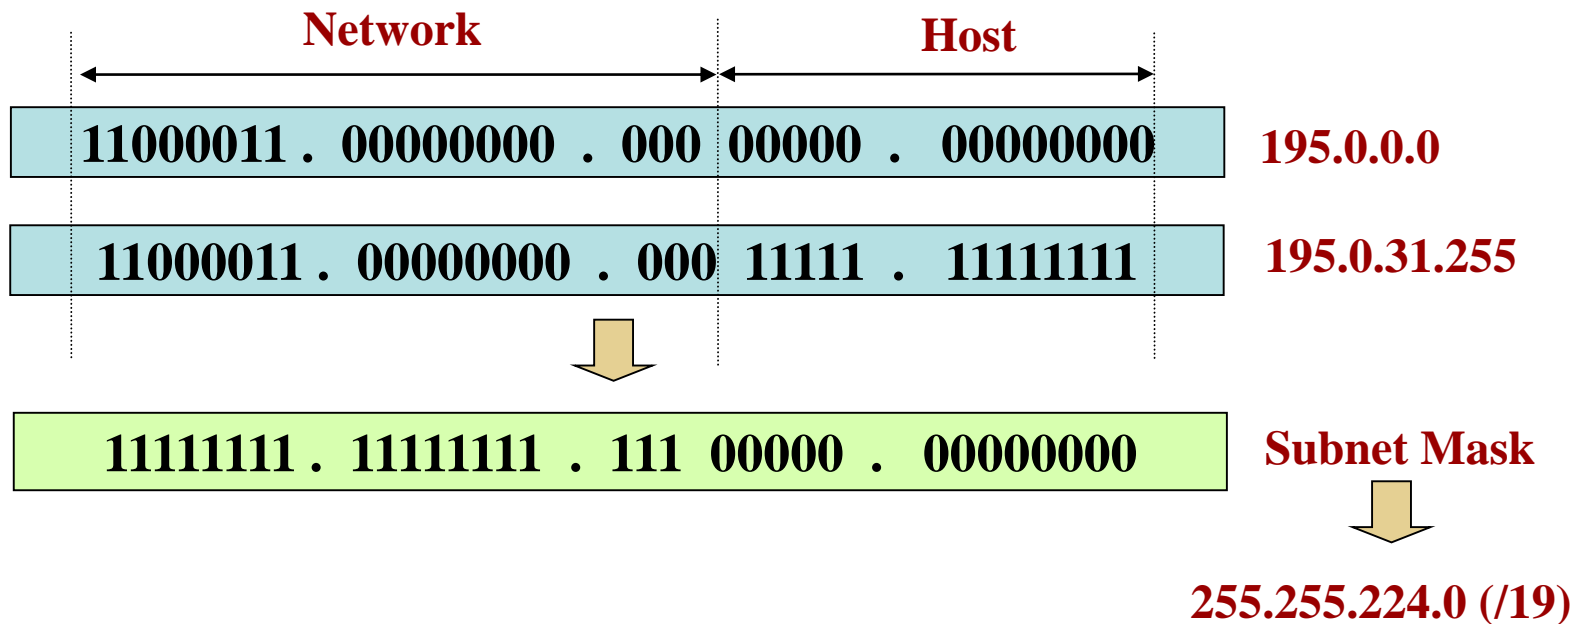 Network Host
11000011 . 00000000 . 000 00000 . 00000000 195.0.0.0
11000011 . 00000000 . 000 11111 . 11111111 195.0.31.255
11111111 . 11111111 . 111 00000 . 00000000 Subnet Mask
255.255.224.0 (/19)